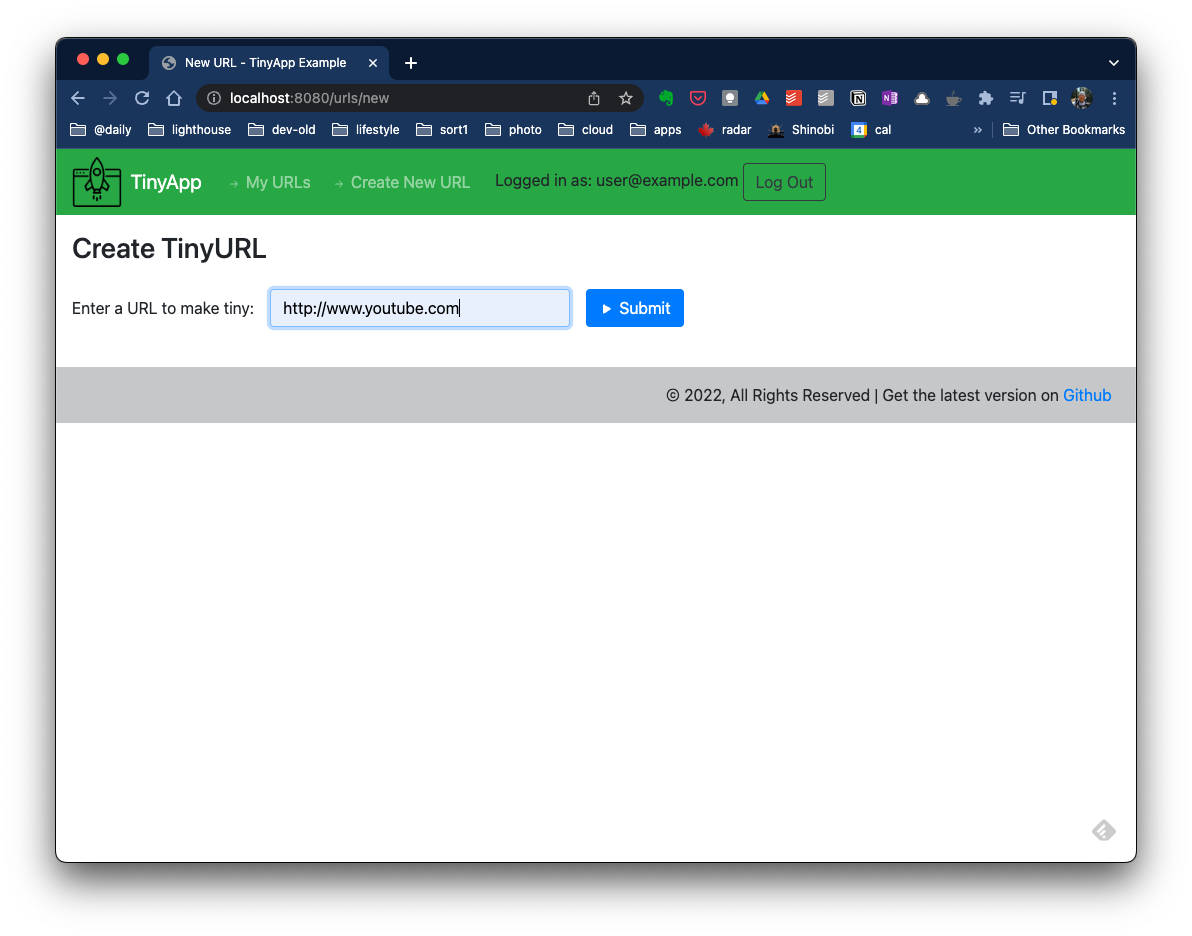 New URL - TinyApp Example
localhost:8080/urls/new
@daily lighthouse dev-old lifestyle sort1 photo cloud apps radar Shinobi 4 cal » Other Bookmarks
TinyApp → My URLs → Create New URL Logged in as: user@example.com Log Out
Create TinyURL
Enter a URL to make tiny: http://www.youtube.com Submit
© 2022, All Rights Reserved | Get the latest version on Github